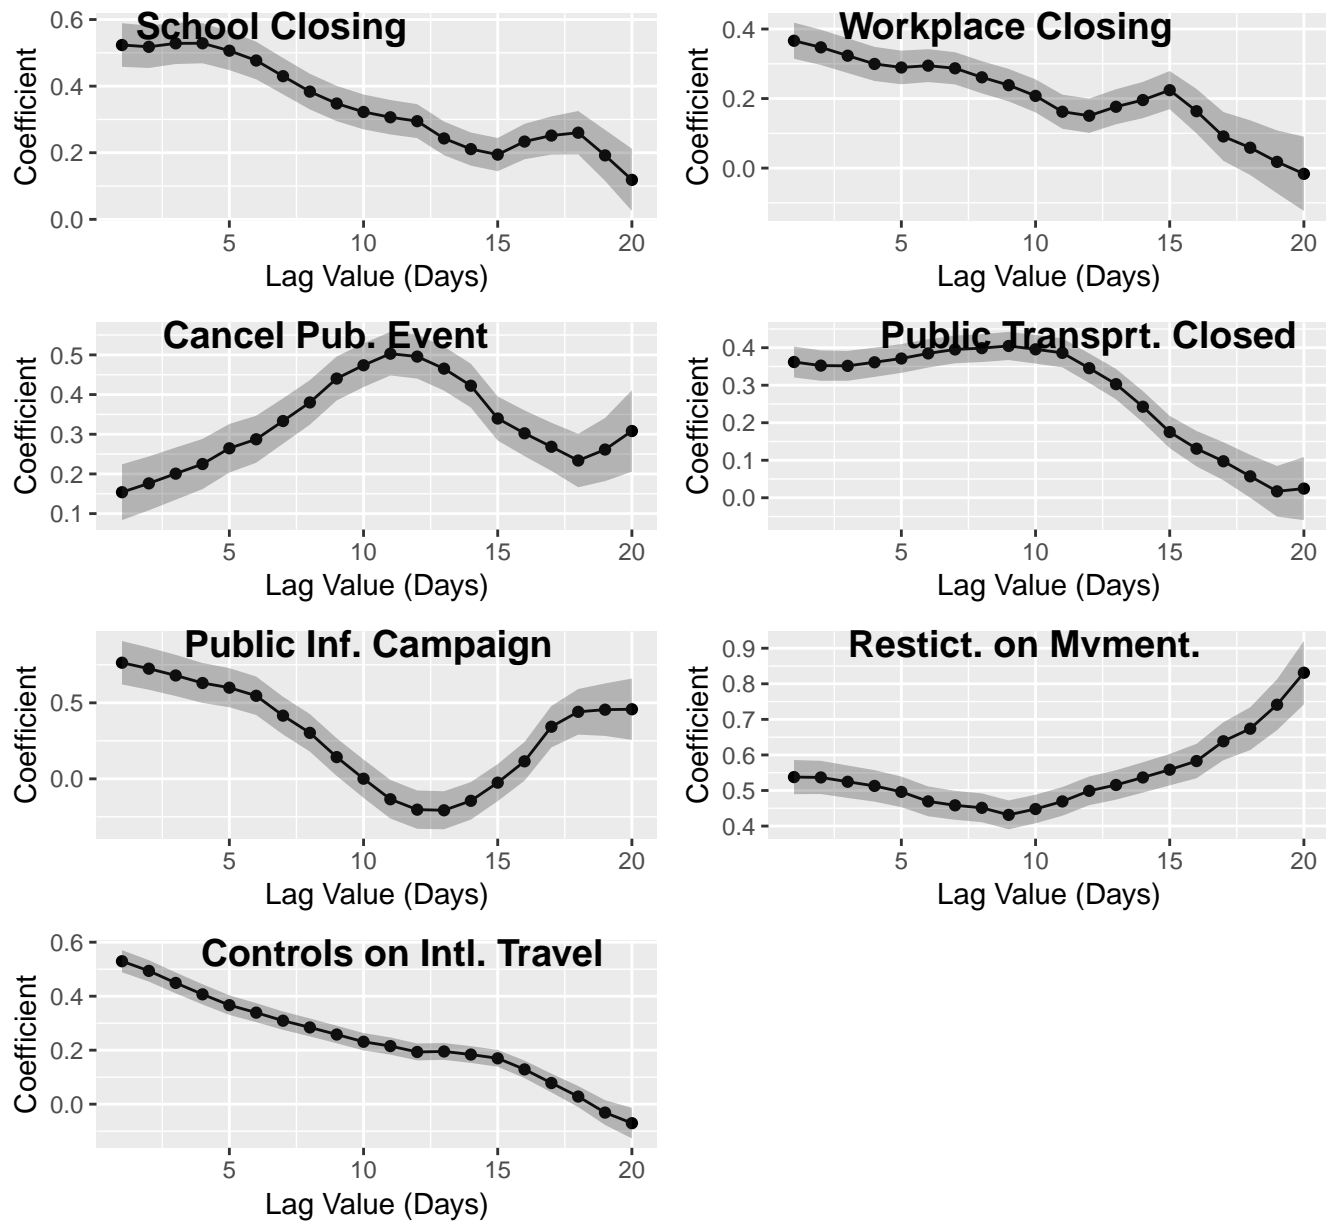 School Closing
Coefficient
0.6
0.4
0.2
0.0
5 10 15 20
Lag Value (Days)
Workplace Closing
Coefficient
0.4
0.2
0.0
5 10 15 20
Lag Value (Days)
Cancel Pub. Event
Coefficient
0.5
0.4
0.3
0.2
0.1
5 10 15 20
Lag Value (Days)
Public Transprt. Closed
Coefficient
0.4
0.3
0.2
0.1
0.0
5 10 15 20
Lag Value (Days)
Public Inf. Campaign
Coefficient
0.5
0.0
5 10 15 20
Lag Value (Days)
Restict. on Mvment.
Coefficient
0.9
0.8
0.7
0.6
0.5
0.4
5 10 15 20
Lag Value (Days)
Controls on Intl. Travel
Coefficient
0.6
0.4
0.2
0.0
5 10 15 20
Lag Value (Days)